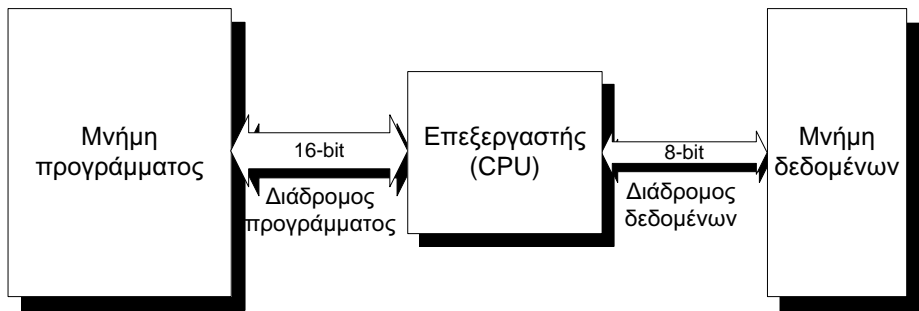 Μνήμη
προγράμματος
16-bit
Διάδρομος
προγράμματος
Επεξεργαστής
(CPU)
8-bit
Διάδρομος
δεδομένων
Μνήμη
δεδομένων